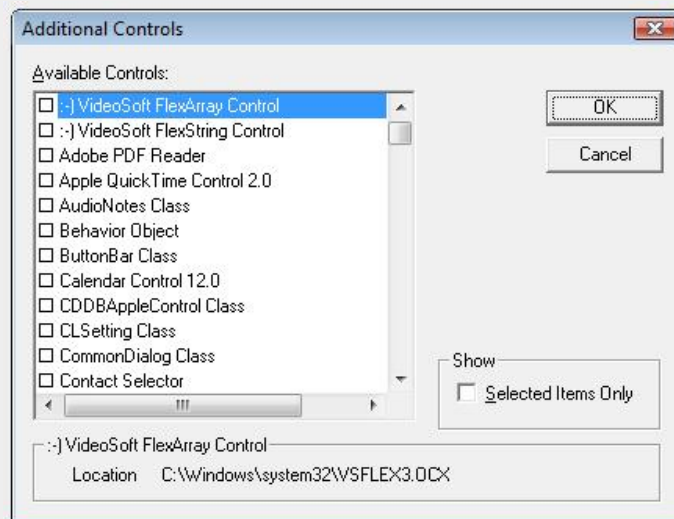 Additional Controls
Available Controls:
:-) VideoSoft FlexArray Control
:-) VideoSoft FlexString Control
Adobe PDF Reader
Apple QuickTime Control 2.0
AudioNotes Class
Behavior Object
ButtonBar Class
Calendar Control 12.0
CDDBAppleControl Class
CLSetting Class
CommonDialog Class
Contact Selector
OK
Cancel
Show
Selected Items Only
:-) VideoSoft FlexArray Control
Location C:\Windows\system32\VSFLEX3.OCX